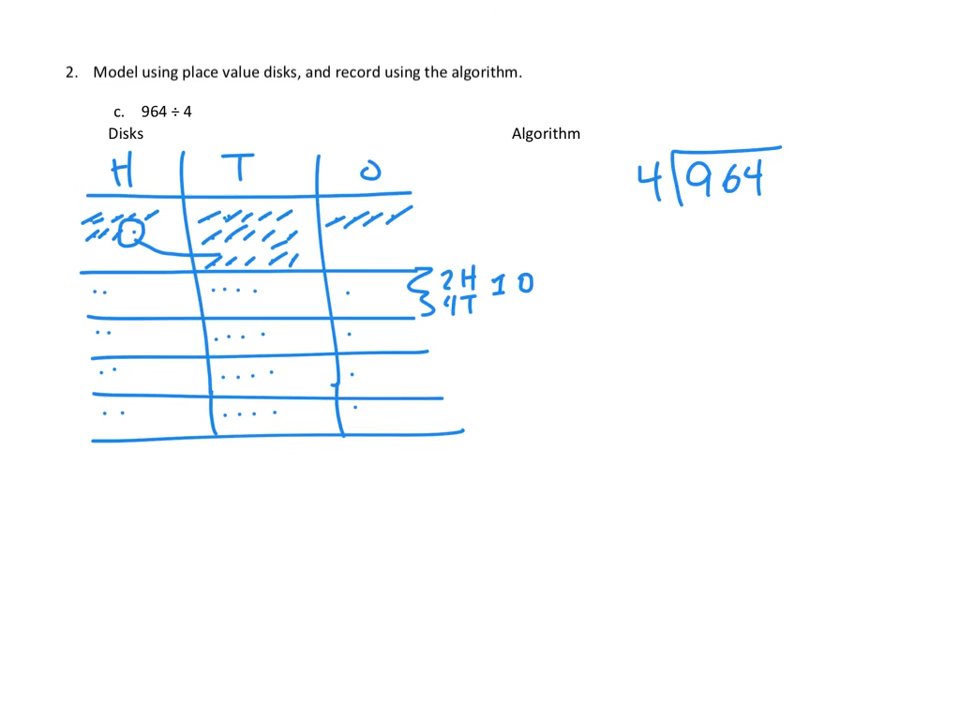 2. Model using place value disks, and record using the algorithm.
c. 964 ÷ 4
Disks
Algorithm
H T O
4 964
2H 1 O
4T